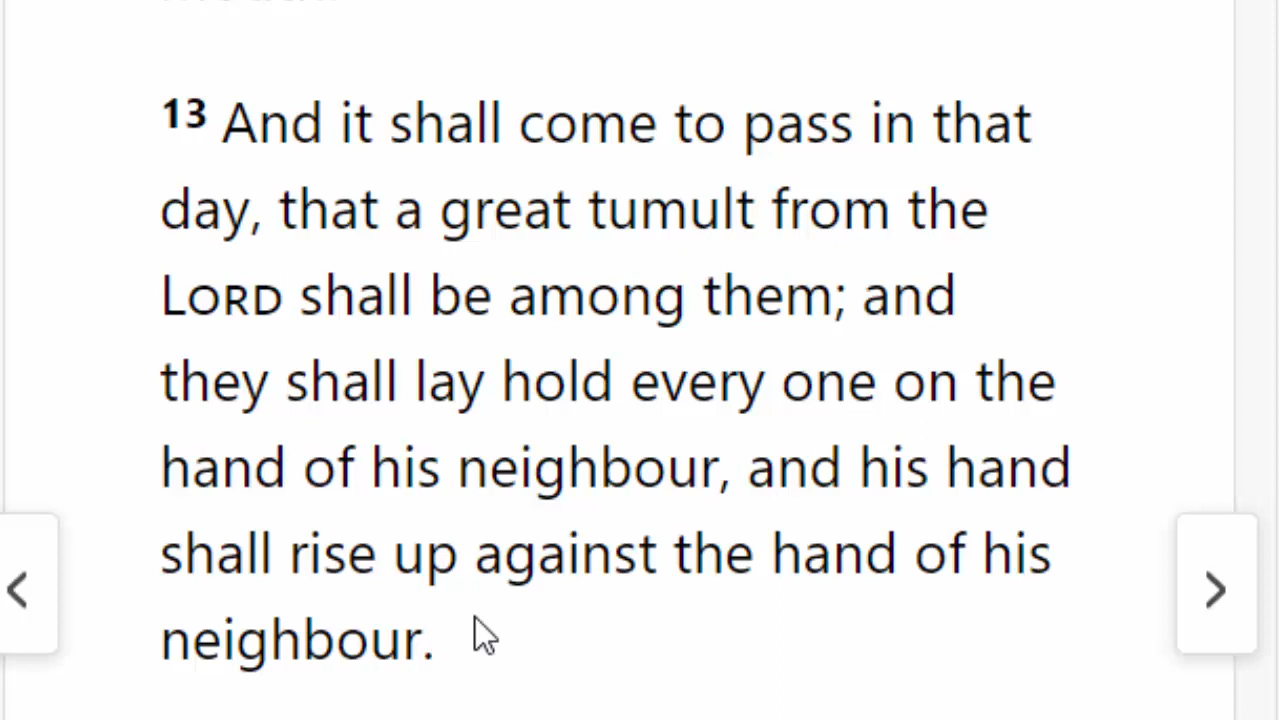 13 And it shall come to pass in that
day, that a great tumult from the
LORD shall be among them; and
they shall lay hold every one on the
hand of his neighbour, and his hand
shall rise up against the hand of his
neighbour.